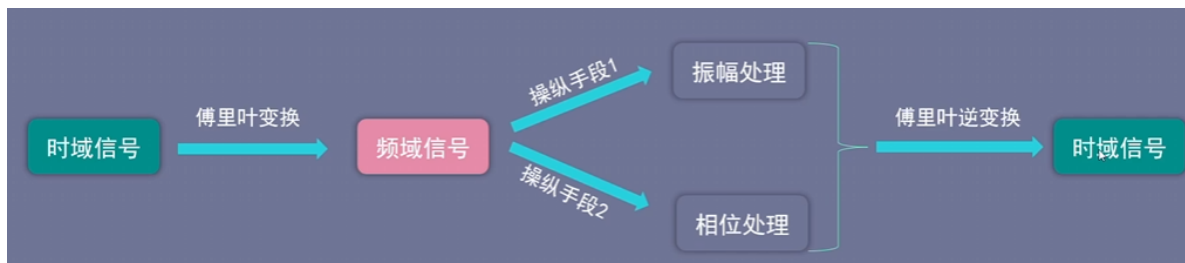 时域信号
傅里叶变换
频域信号
操纵手段1
操纵手段2
振幅处理
相位处理
傅里叶逆变换
时域信号